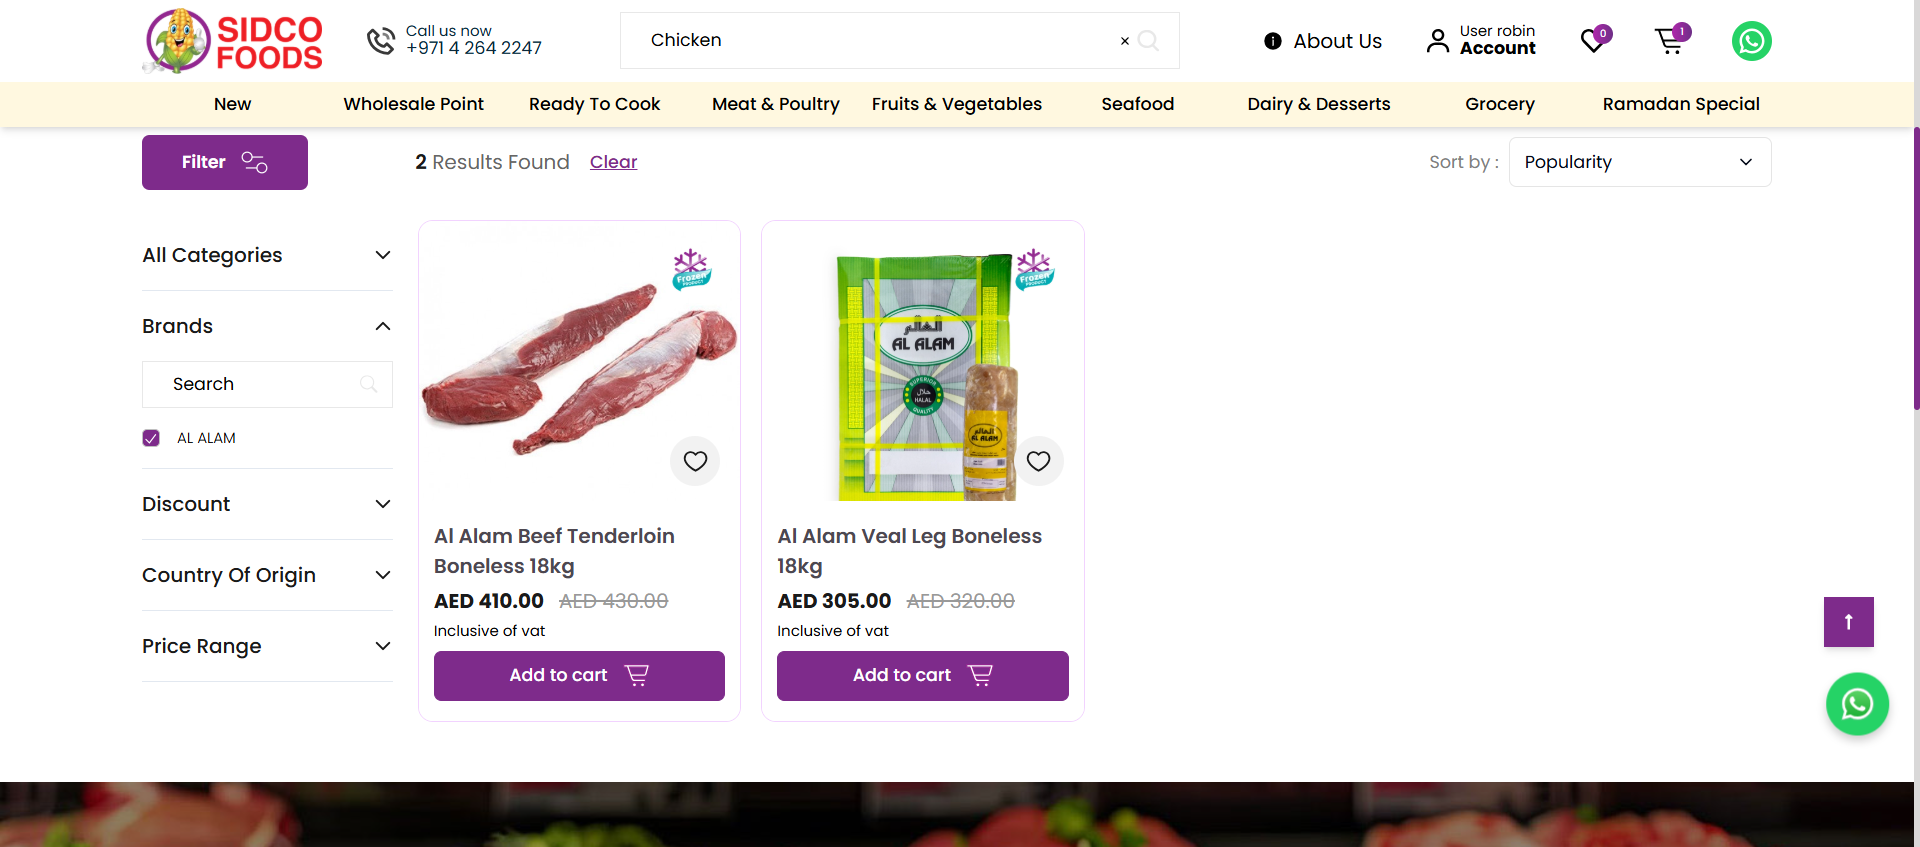 SIDCO
FOODS
Call us now
+971 4 264 2247
Chicken
×
About Us
User robin
Account
0
1
New
Wholesale Point
Ready To Cook
Meat & Poultry
Fruits & Vegetables
Seafood
Dairy & Desserts
Grocery
Ramadan Special
Filter
2 Results Found
Clear
Sort by :
Popularity
All Categories
Brands
Search
AL ALAM
Discount
Country Of Origin
Price Range
Frozen
PRODUCT
Al Alam Beef Tenderloin
Boneless 18kg
AED 410.00 AED 430.00
Inclusive of vat
Add to cart
Frozen
PRODUCT
العالم
AL ALAM
SUPERIOR
حلال
HALAL
QUALITY
العالم
AL ALAM
Al Alam Veal Leg Boneless
18kg
AED 305.00 AED 320.00
Inclusive of vat
Add to cart